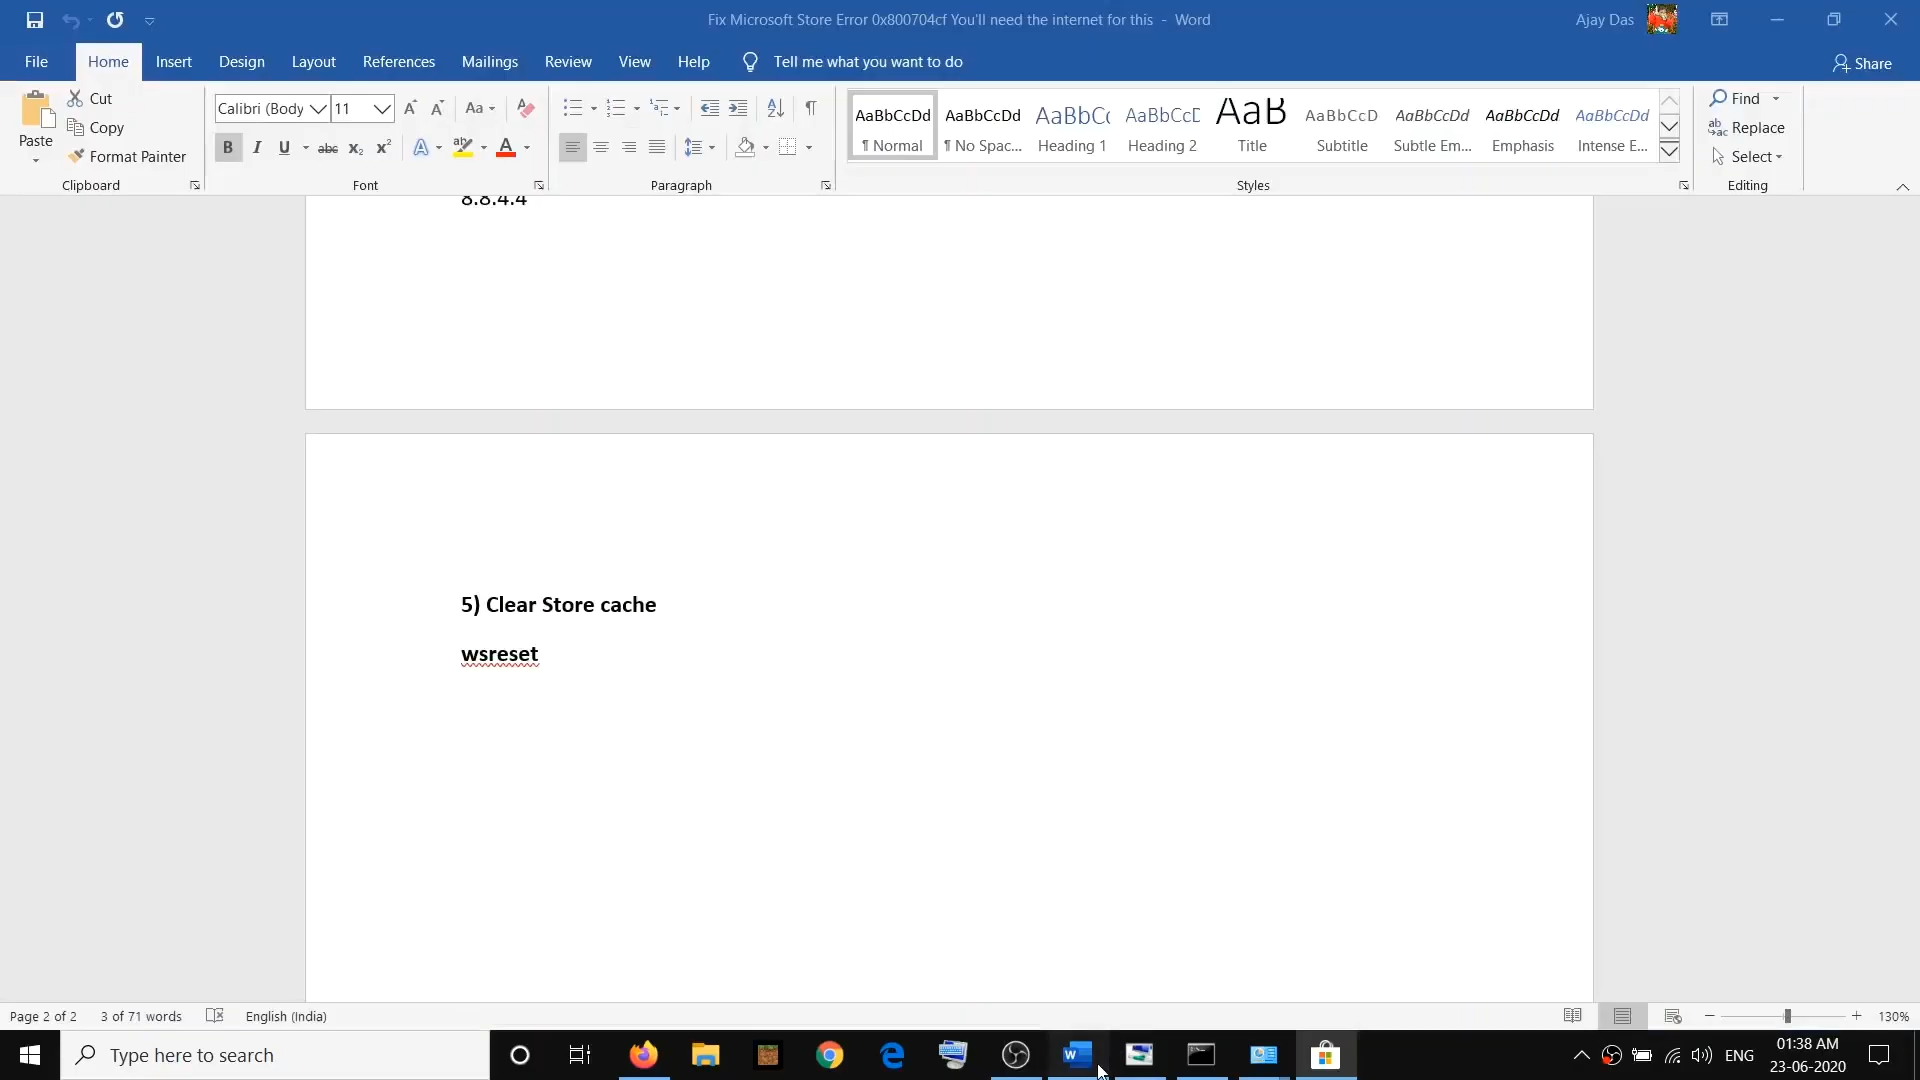 Fix Microsoft Store Error 0x800704cf You'll need the internet for this - Word
Ajay Das
File Home Insert Design Layout References Mailings Review View Help Tell me what you want to do
Share
Paste
Cut
Copy
Format Painter
Clipboard
Calibri (Body
11
Aa
B I U abc x₂ x² A ab A
Font
Paragraph
AaBbCcDd AaBbCcDd AaBbCc AaBbCcD AaB AaBbCcD AaBbCcDd AaBbCcDd AaBbCcDd
¶ Normal ¶ No Spac... Heading 1 Heading 2 Title Subtitle Subtle Em... Emphasis Intense E...
Styles
Find
Replace
Select
Editing
8.8.4.4
5) Clear Store cache
wsreset
Page 2 of 2 3 of 71 words English (India)
130%
Type here to search
ENG
01:38 AM
23-06-2020